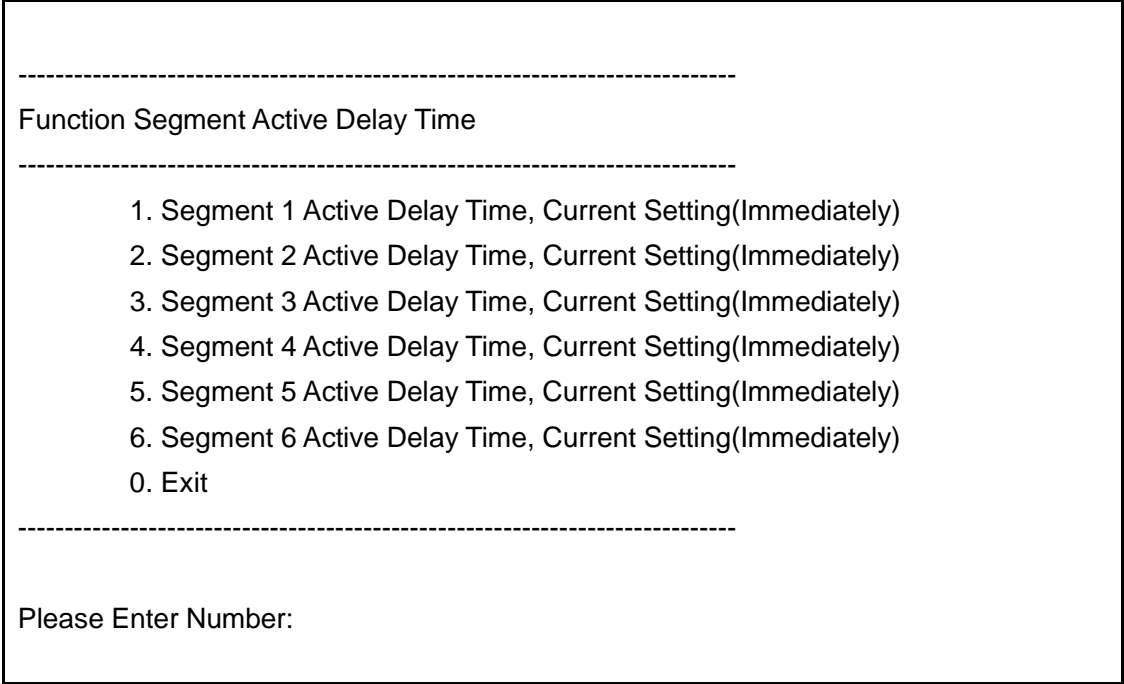 -----------------------------------------------------------------------------
Function Segment Active Delay Time
-----------------------------------------------------------------------------
1. Segment 1 Active Delay Time, Current Setting(Immediately)
2. Segment 2 Active Delay Time, Current Setting(Immediately)
3. Segment 3 Active Delay Time, Current Setting(Immediately)
4. Segment 4 Active Delay Time, Current Setting(Immediately)
5. Segment 5 Active Delay Time, Current Setting(Immediately)
6. Segment 6 Active Delay Time, Current Setting(Immediately)
0. Exit
-----------------------------------------------------------------------------
Please Enter Number: